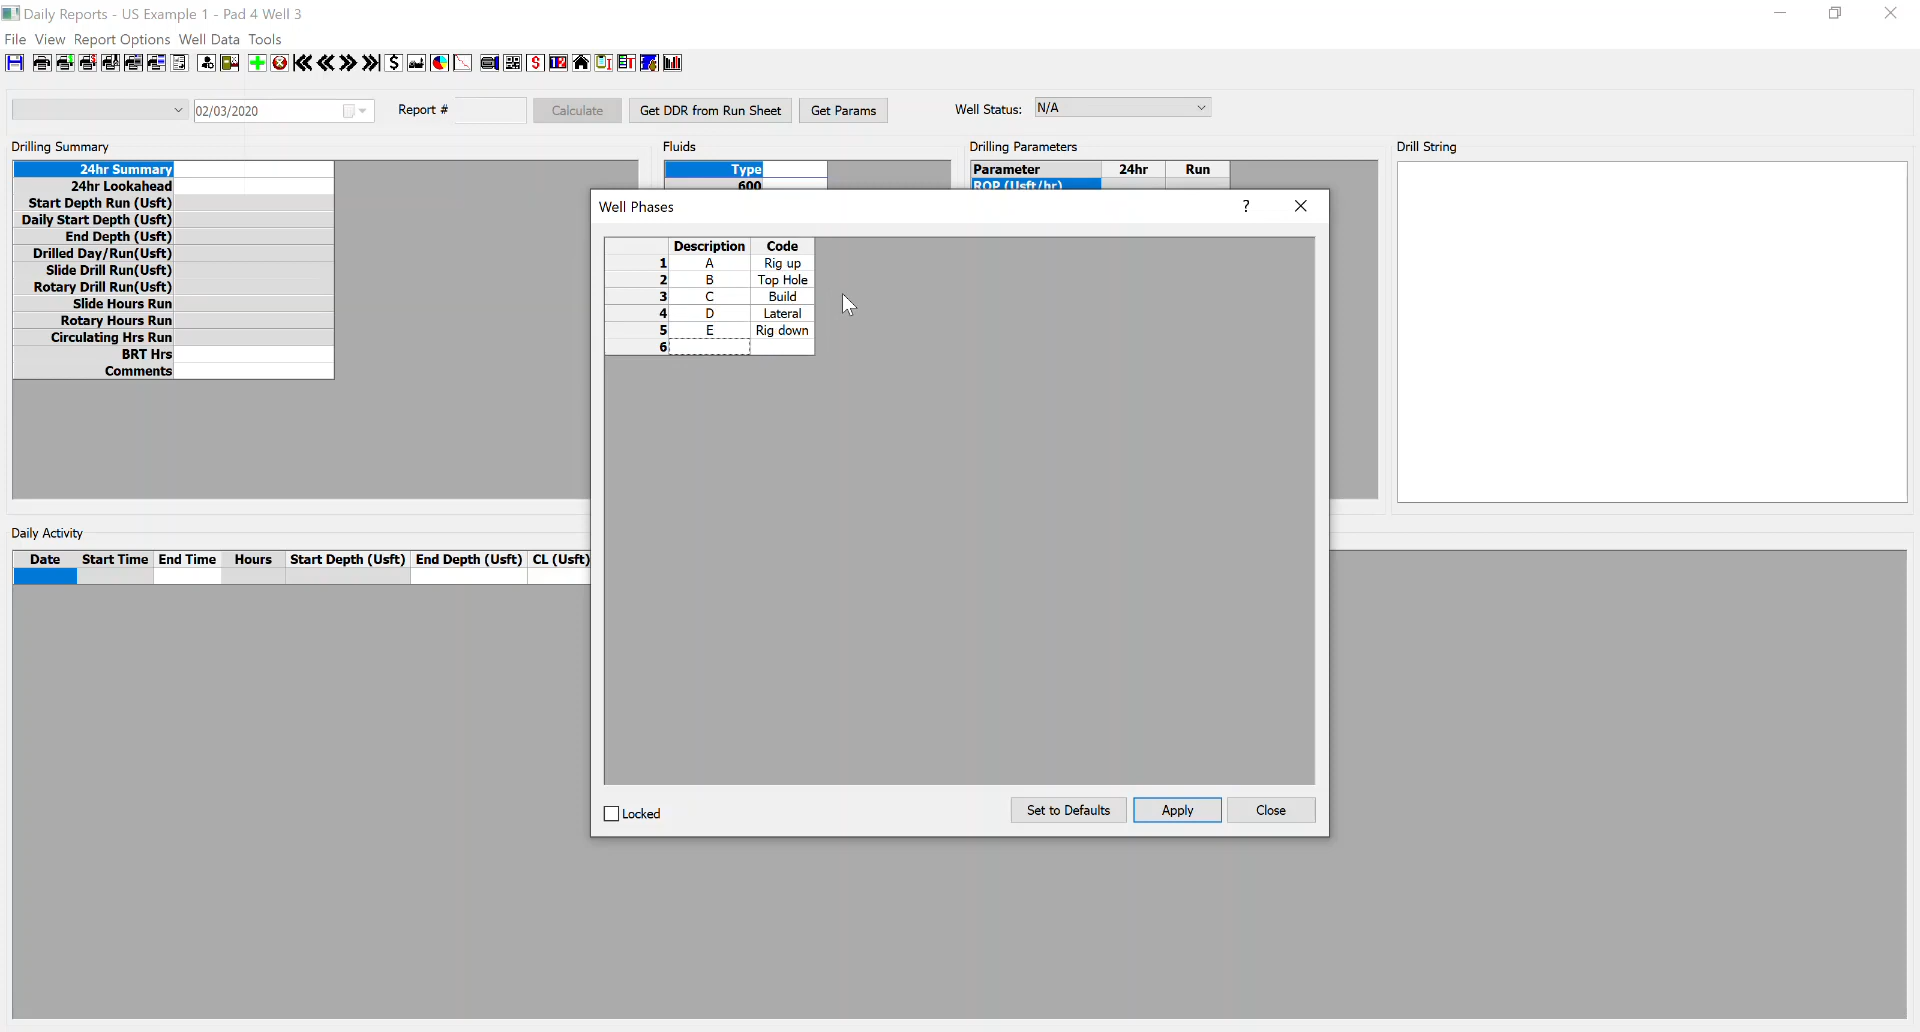 Daily Reports - US Example 1 - Pad 4 Well 3
File View Report Options Well Data Tools
02/03/2020 Report # Calculate Get DDR from Run Sheet Get Params Well Status: N/A
Drilling Summary
24hr Summary
24hr Lookahead
Start Depth Run (Usft)
Daily Start Depth (Usft)
End Depth (Usft)
Drilled Day/Run(Usft)
Slide Drill Run(Usft)
Rotary Drill Run(Usft)
Slide Hours Run
Rotary Hours Run
Circulating Hrs Run
BRT Hrs
Comments
Fluids
Type
600
Drilling Parameters
Parameter 24hr Run
ROP (Usft/hr)
Drill String
Well Phases ?
Description Code
1 A Rig up
2 B Top Hole
3 C Build
4 D Lateral
5 E Rig down
6
Locked Set to Defaults Apply Close
Daily Activity
Date Start Time End Time Hours Start Depth (Usft) End Depth (Usft) CL (Usft)